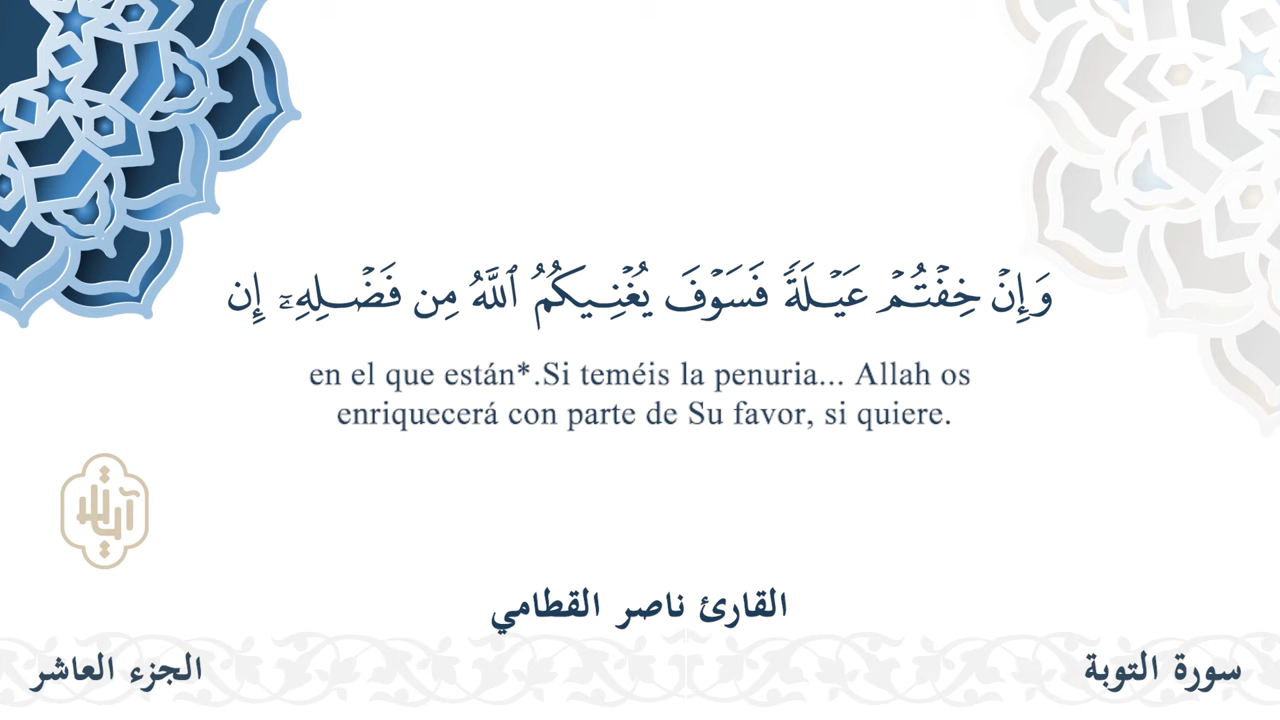 وَإِنْ خِفْتُمْ عَيْلَةً فَسَوْفَ يُغْنِيكُمُ ٱللَّهُ مِن فَضْلِهِۦٓ إِن
en el que están*.Si teméis la penuria... Allah os
enriquecerá con parte de Su favor, si quiere.
القارئ ناصر القطامي
سورة التوبة
الجزء العاشر